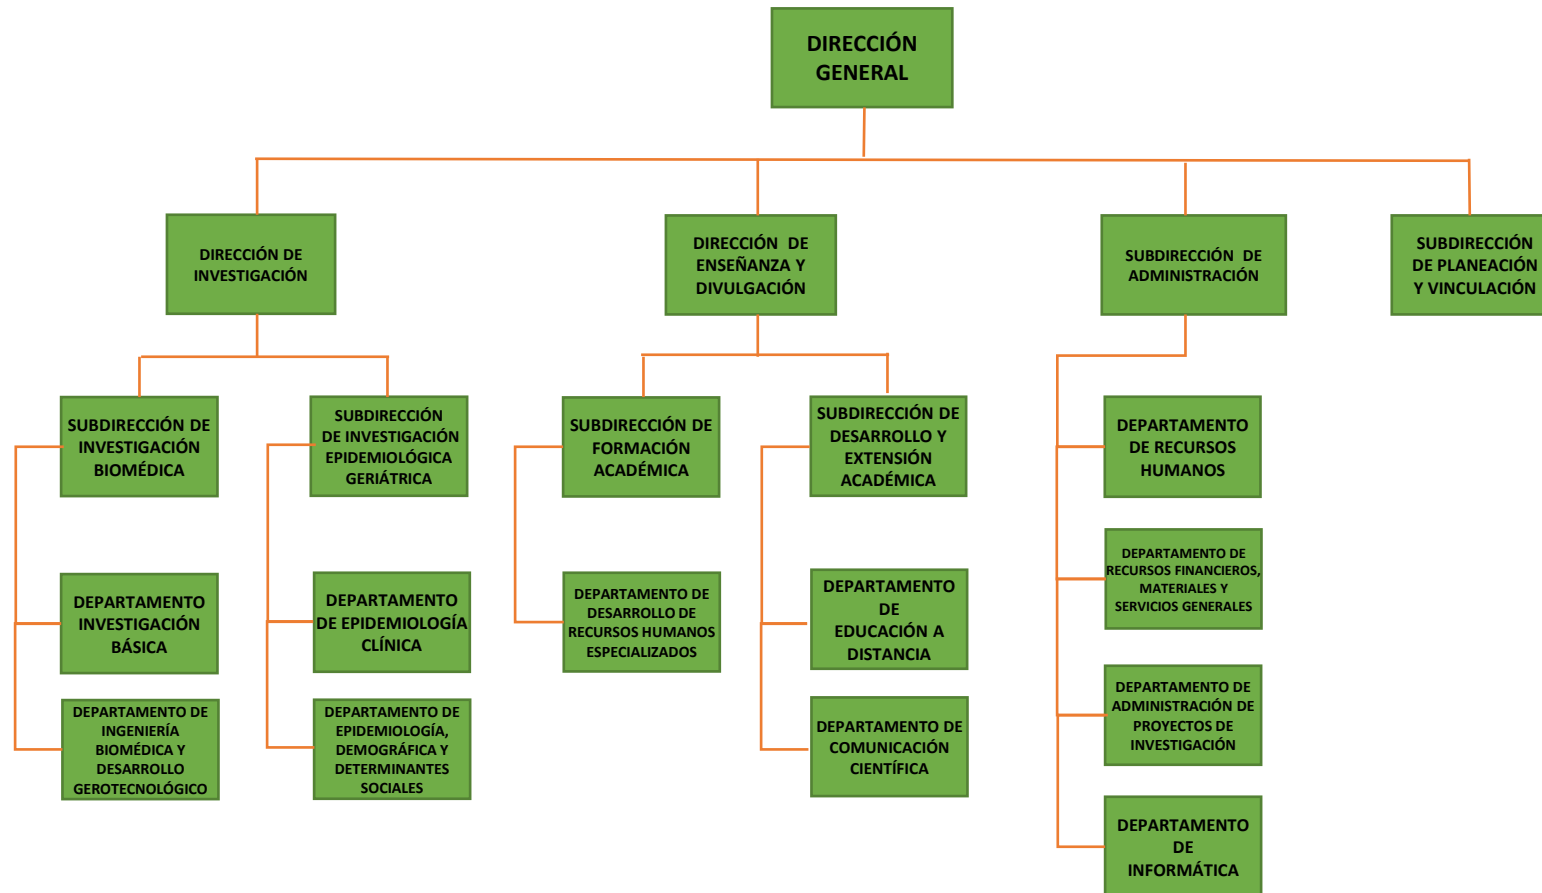 DIRECCIÓN
GENERAL
DIRECCIÓN DE
INVESTIGACIÓN
DIRECCIÓN DE
ENSEÑANZA Y
DIVULGACIÓN
SUBDIRECCIÓN DE
ADMINISTRACIÓN
SUBDIRECCIÓN
DE PLANEACIÓN
Y VINCULACIÓN
SUBDIRECCIÓN DE
INVESTIGACIÓN
BIOMÉDICA
SUBDIRECCIÓN
DE INVESTIGACIÓN
EPIDEMIOLÓGICA
GERIÁTRICA
SUBDIRECCIÓN DE
FORMACIÓN
ACADÉMICA
SUBDIRECCIÓN DE
DESARROLLO Y
EXTENSIÓN
ACADÉMICA
DEPARTAMENTO
DE RECURSOS
HUMANOS
DEPARTAMENTO DE
RECURSOS FINANCIEROS,
MATERIALES Y
SERVICIOS GENERALES
DEPARTAMENTO
INVESTIGACIÓN
BÁSICA
DEPARTAMENTO
DE EPIDEMIOLOGÍA
CLÍNICA
DEPARTAMENTO DE
DESARROLLO DE
RECURSOS HUMANOS
ESPECIALIZADOS
DEPARTAMENTO
DE
EDUCACIÓN A
DISTANCIA
DEPARTAMENTO DE
ADMINISTRACIÓN DE
PROYECTOS DE
INVESTIGACIÓN
DEPARTAMENTO DE
INGENIERÍA
BIOMÉDICA Y
DESARROLLO
GEROTECNOLÓGICO
DEPARTAMENTO DE
EPIDEMIOLOGÍA,
DEMOGRÁFICA Y
DETERMINANTES
SOCIALES
DEPARTAMENTO DE
COMUNICACIÓN
CIENTÍFICA
DEPARTAMENTO
DE
INFORMÁTICA